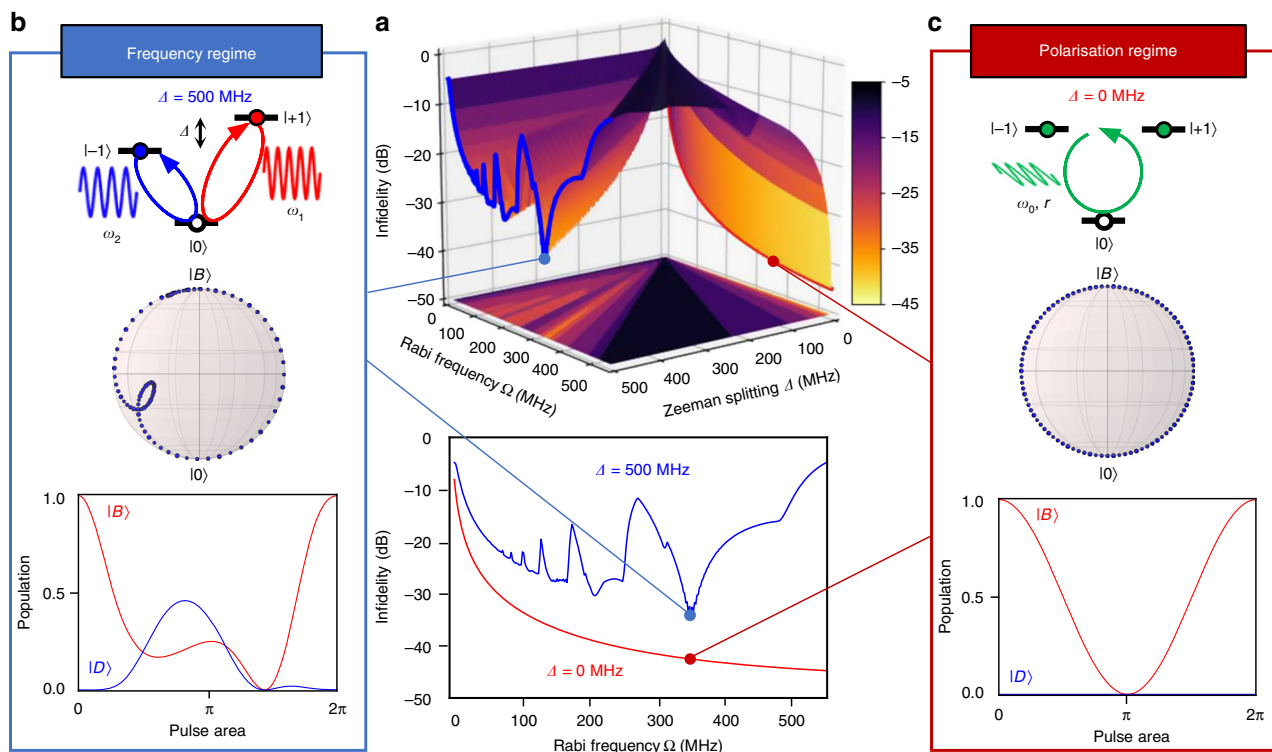 b
Frequency regime
Δ = 500 MHz
|+1⟩
Δ
|−1⟩
ω1
ω2
|0⟩
|B⟩
|0⟩
1.0
|B⟩
Population
0.5
|D⟩
0.0
0
π
2π
Pulse area
a
0
−10
−20
−30
−40
−50
Infidelity (dB)
0
100
200
300
400
500
Rabi frequency Ω (MHz)
500
400
300
200
100
0
Zeeman splitting Δ (MHz)
−5
−15
−25
−35
−45
0
−10
−20
−30
−40
−50
Infidelity (dB)
Δ = 500 MHz
Δ = 0 MHz
0
100
200
300
400
500
Rabi frequency Ω (MHz)
c
Polarisation regime
Δ = 0 MHz
|−1⟩
|+1⟩
ω0, r
|0⟩
|B⟩
|0⟩
1.0
|B⟩
Population
0.5
|D⟩
0.0
0
π
2π
Pulse area